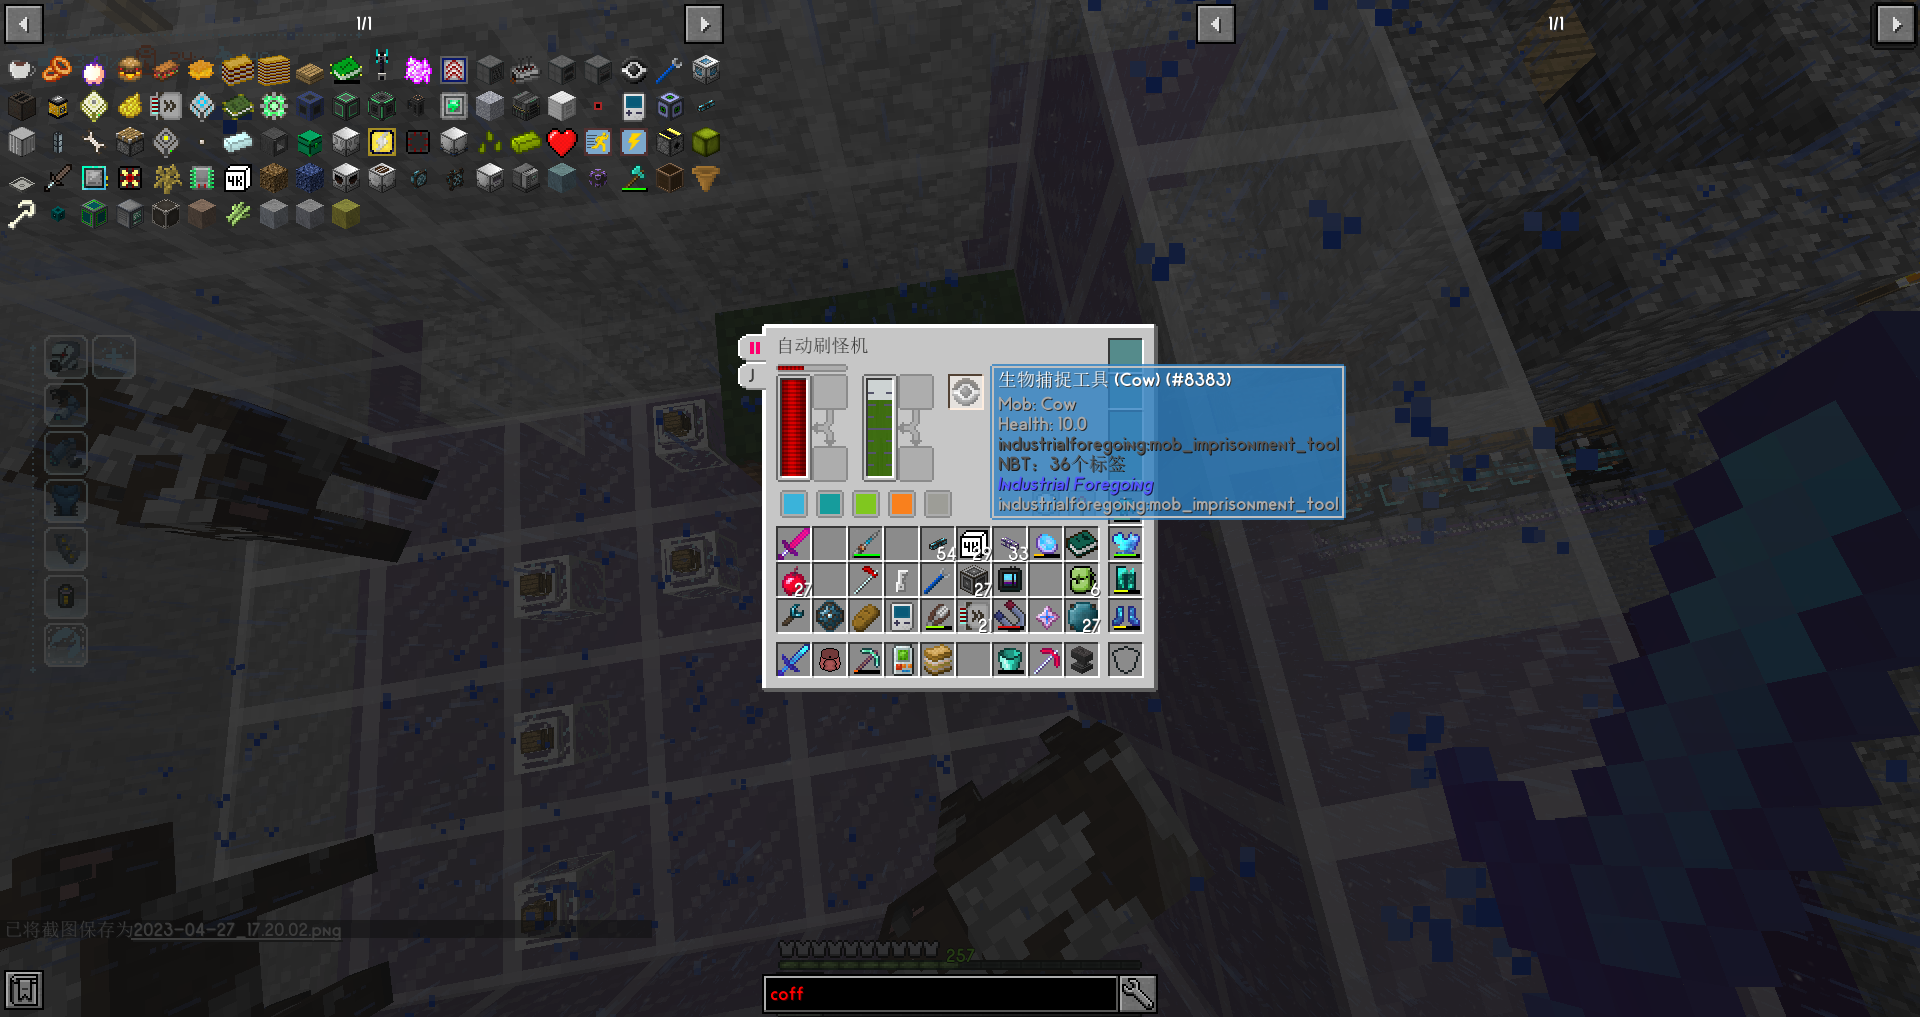 1/1
1/1
自动刷怪机
生物捕捉工具 (Cow) (#8383)
Mob: Cow
Health: 10.0
industrialforegoing:mob_imprisonment_tool
NBT: 36个标签
Industrial Foregoing
industrialforegoing:mob_imprisonment_tool
4K
54
29
33
27
27
6
21
27
已将截图保存为2023-04-27_17.20.02.png
257
coff